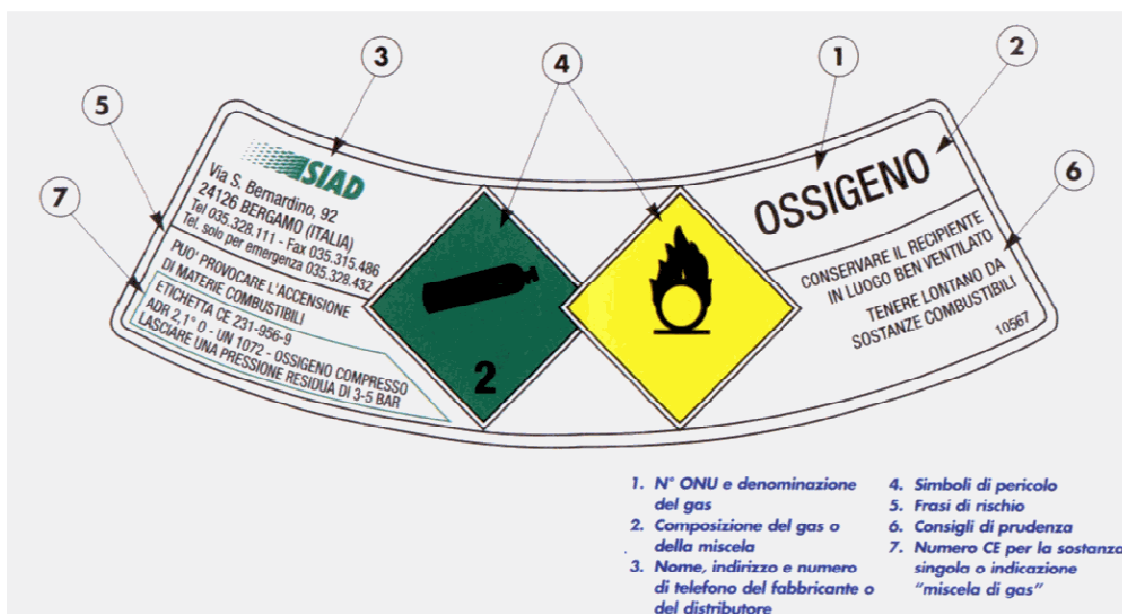 3
4
1
2
5
7
6
SIAD
Via S. Bernardino, 92
24126 BERGAMO (ITALIA)
Tel 035.328.111 - Fax 035.315.486
Tel. solo per emergenza 035.328.432
PUO' PROVOCARE L'ACCENSIONE
DI MATERIE COMBUSTIBILI
ETICHETTA CE 231-956-9
ADR 2,1° O - UN 1072 - OSSIGENO COMPRESSO
LASCIARE UNA PRESSIONE RESIDUA DI 3-5 BAR
2
OSSIGENO
CONSERVARE IL RECIPIENTE
IN LUOGO BEN VENTILATO
TENERE LONTANO DA
SOSTANZE COMBUSTIBILI
10567
1. N° ONU e denominazione
del gas
2. Composizione del gas o
della miscela
3. Nome, indirizzo e numero
di telefono del fabbricante o
del distributore
4. Simboli di pericolo
5. Frasi di rischio
6. Consigli di prudenza
7. Numero CE per la sostanza
singola o indicazione
"miscela di gas"